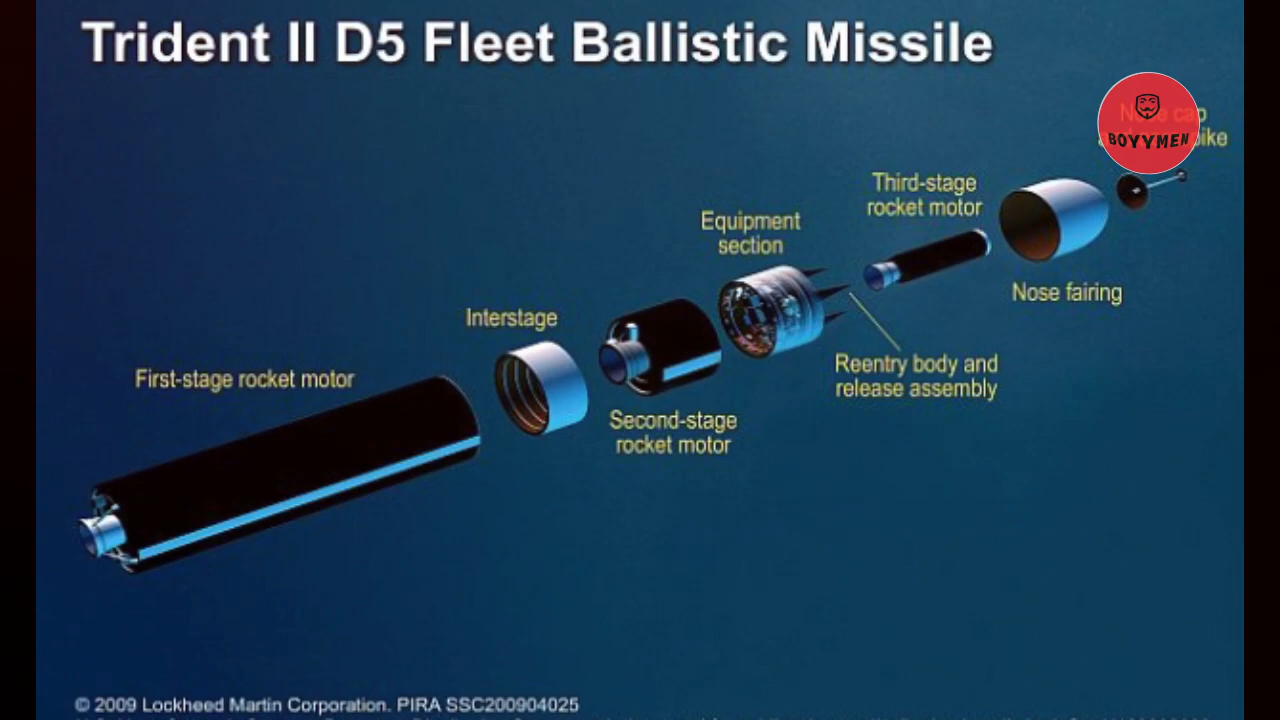 Trident II D5 Fleet Ballistic Missile
BOYYMEN
Third-stage
rocket motor
Equipment
section
Nose fairing
Interstage
Reentry body and
release assembly
First-stage rocket motor
Second-stage
rocket motor
© 2009 Lockheed Martin Corporation. PIRA SSC200904025